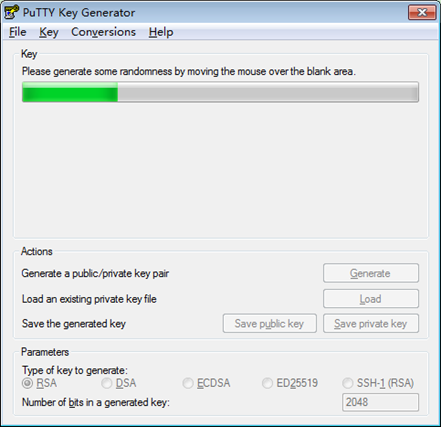 PuTTY Key Generator
File Key Conversions Help
Key
Please generate some randomness by moving the mouse over the blank area.
Actions
Generate a public/private key pair
Generate
Load an existing private key file
Load
Save the generated key
Save public key
Save private key
Parameters
Type of key to generate:
RSA DSA ECDSA ED25519 SSH-1 (RSA)
Number of bits in a generated key:
2048